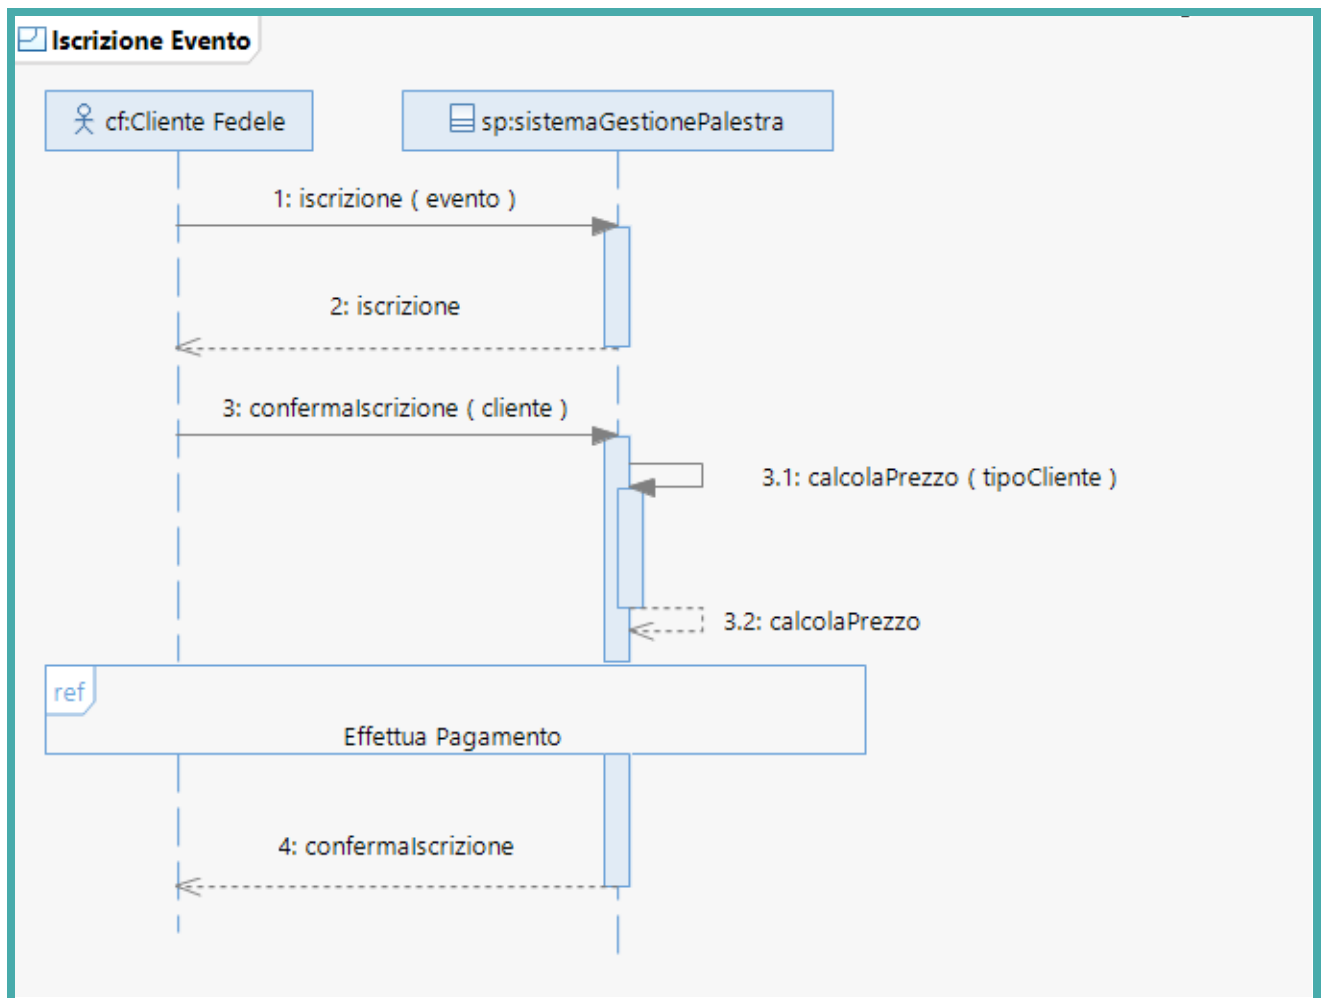 Iscrizione Evento
cf:Cliente Fedele
sp:sistemaGestionePalestra
1: iscrizione ( evento )
2: iscrizione
3: confermaIscrizione ( cliente )
3.1: calcolaPrezzo ( tipoCliente )
3.2: calcolaPrezzo
ref
Effettua Pagamento
4: confermaIscrizione